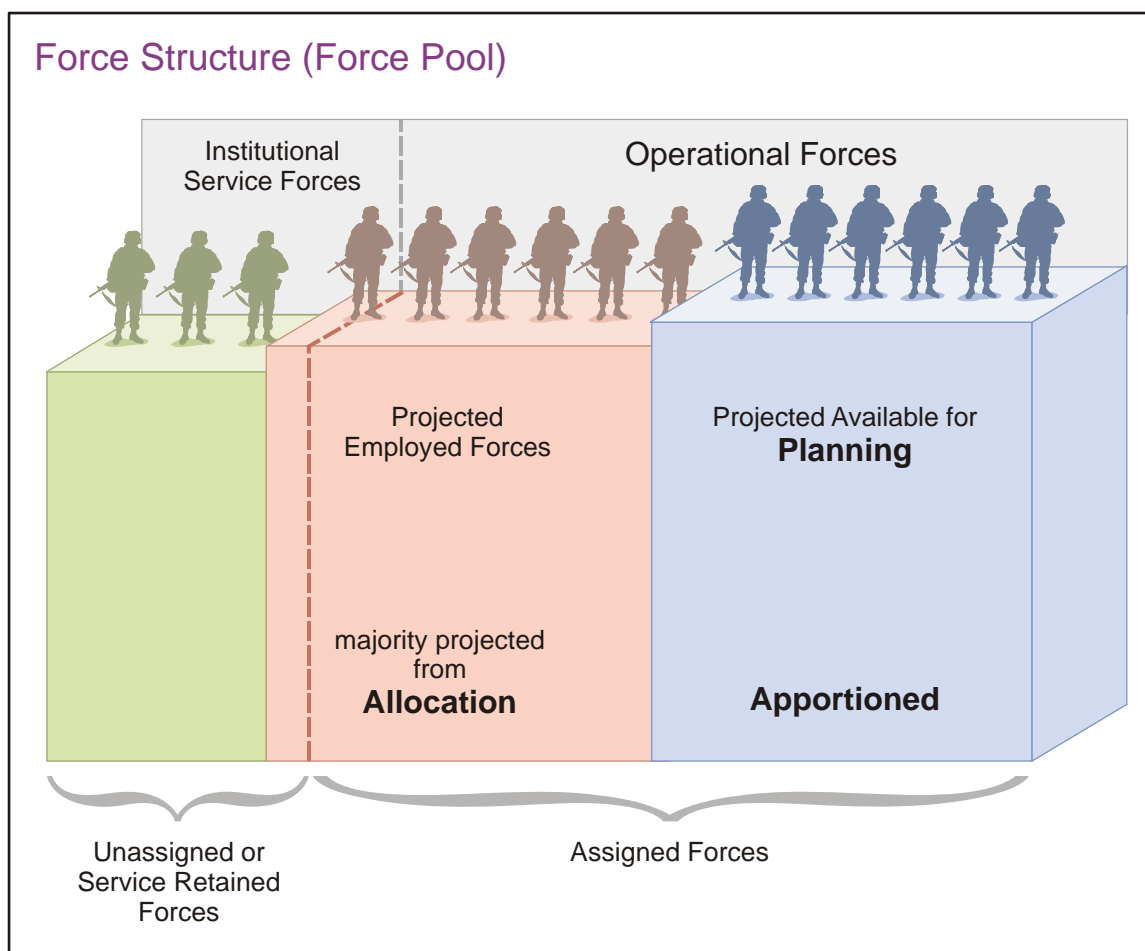 Force Structure (Force Pool)
Institutional
Service Forces
Operational Forces
Projected
Employed Forces
Projected Available for
Planning
majority projected
from
Allocation
Apportioned
Unassigned or
Service Retained
Forces
Assigned Forces